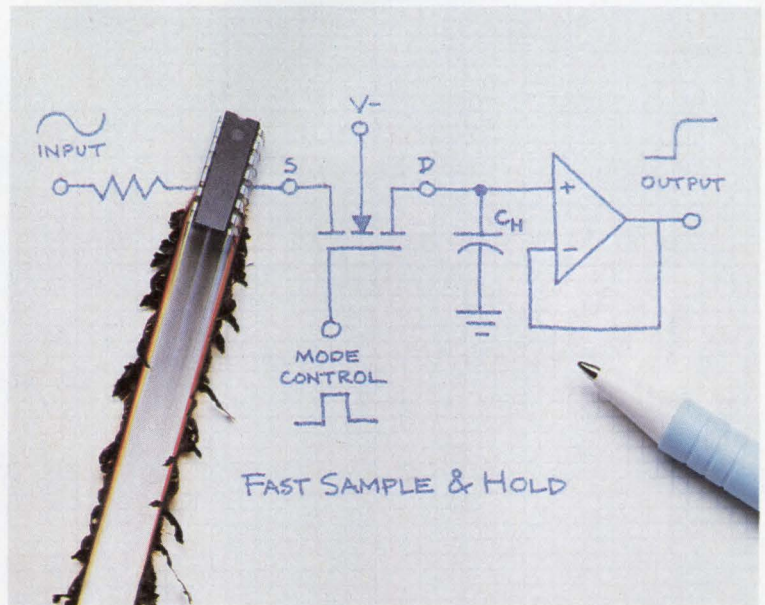 V-
INPUT
S
D
OUTPUT
+
CH
-
MODE
CONTROL
FAST SAMPLE & HOLD